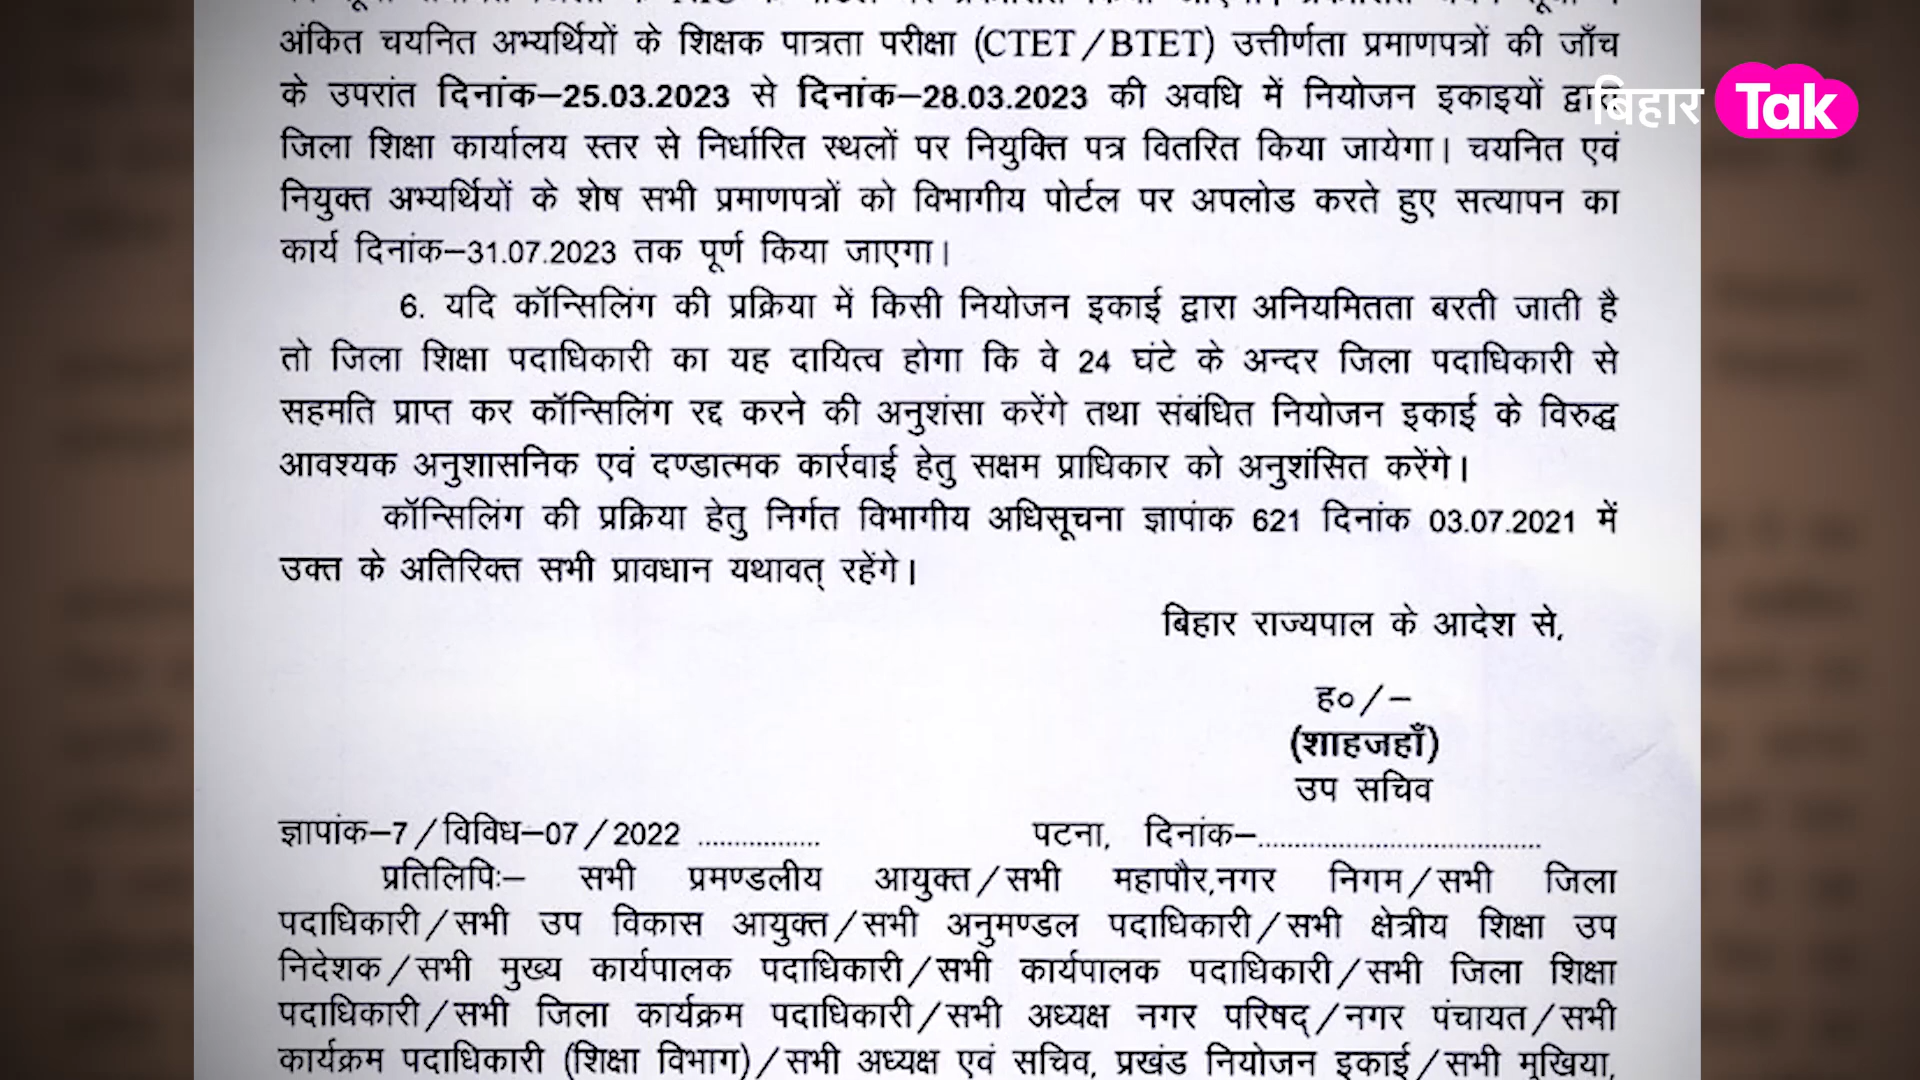 अंकित चयनित अभ्यर्थियों के शिक्षक पात्रता परीक्षा (CTET/BTET) उत्तीर्णता प्रमाणपत्रों की जाँच
के उपरांत दिनांक–25.03.2023 से दिनांक–28.03.2023 की अवधि में नियोजन इकाइयों द्वारा
बिहार Tak
जिला शिक्षा कार्यालय स्तर से निर्धारित स्थलों पर नियुक्ति पत्र वितरित किया जायेगा। चयनित एवं
नियुक्त अभ्यर्थियों के शेष सभी प्रमाणपत्रों को विभागीय पोर्टल पर अपलोड करते हुए सत्यापन का
कार्य दिनांक–31.07.2023 तक पूर्ण किया जाएगा।
6. यदि कॉन्सिलिंग की प्रक्रिया में किसी नियोजन इकाई द्वारा अनियमितता बरती जाती है
तो जिला शिक्षा पदाधिकारी का यह दायित्व होगा कि वे 24 घंटे के अन्दर जिला पदाधिकारी से
सहमति प्राप्त कर कॉन्सिलिंग रद्द करने की अनुशंसा करेंगे तथा संबंधित नियोजन इकाई के विरुद्ध
आवश्यक अनुशासनिक एवं दण्डात्मक कार्रवाई हेतु सक्षम प्राधिकार को अनुशंसित करेंगे।
कॉन्सिलिंग की प्रक्रिया हेतु निर्गत विभागीय अधिसूचना ज्ञापांक 621 दिनांक 03.07.2021 में
उक्त के अतिरिक्त सभी प्रावधान यथावत् रहेंगे।
बिहार राज्यपाल के आदेश से,
ह०/–
(शाहजहाँ)
उप सचिव
ज्ञापांक–7/विविध–07/2022 ................. पटना, दिनांक–.......................................
प्रतिलिपिः– सभी प्रमण्डलीय आयुक्त/सभी महापौर,नगर निगम/सभी जिला
पदाधिकारी/सभी उप विकास आयुक्त/सभी अनुमण्डल पदाधिकारी/सभी क्षेत्रीय शिक्षा उप
निदेशक/सभी मुख्य कार्यपालक पदाधिकारी/सभी कार्यपालक पदाधिकारी/सभी जिला शिक्षा
पदाधिकारी/सभी जिला कार्यक्रम पदाधिकारी/सभी अध्यक्ष नगर परिषद्/नगर पंचायत/सभी
कार्यक्रम पदाधिकारी (शिक्षा विभाग)/सभी अध्यक्ष एवं सचिव, प्रखंड नियोजन इकाई/सभी मुखिया,